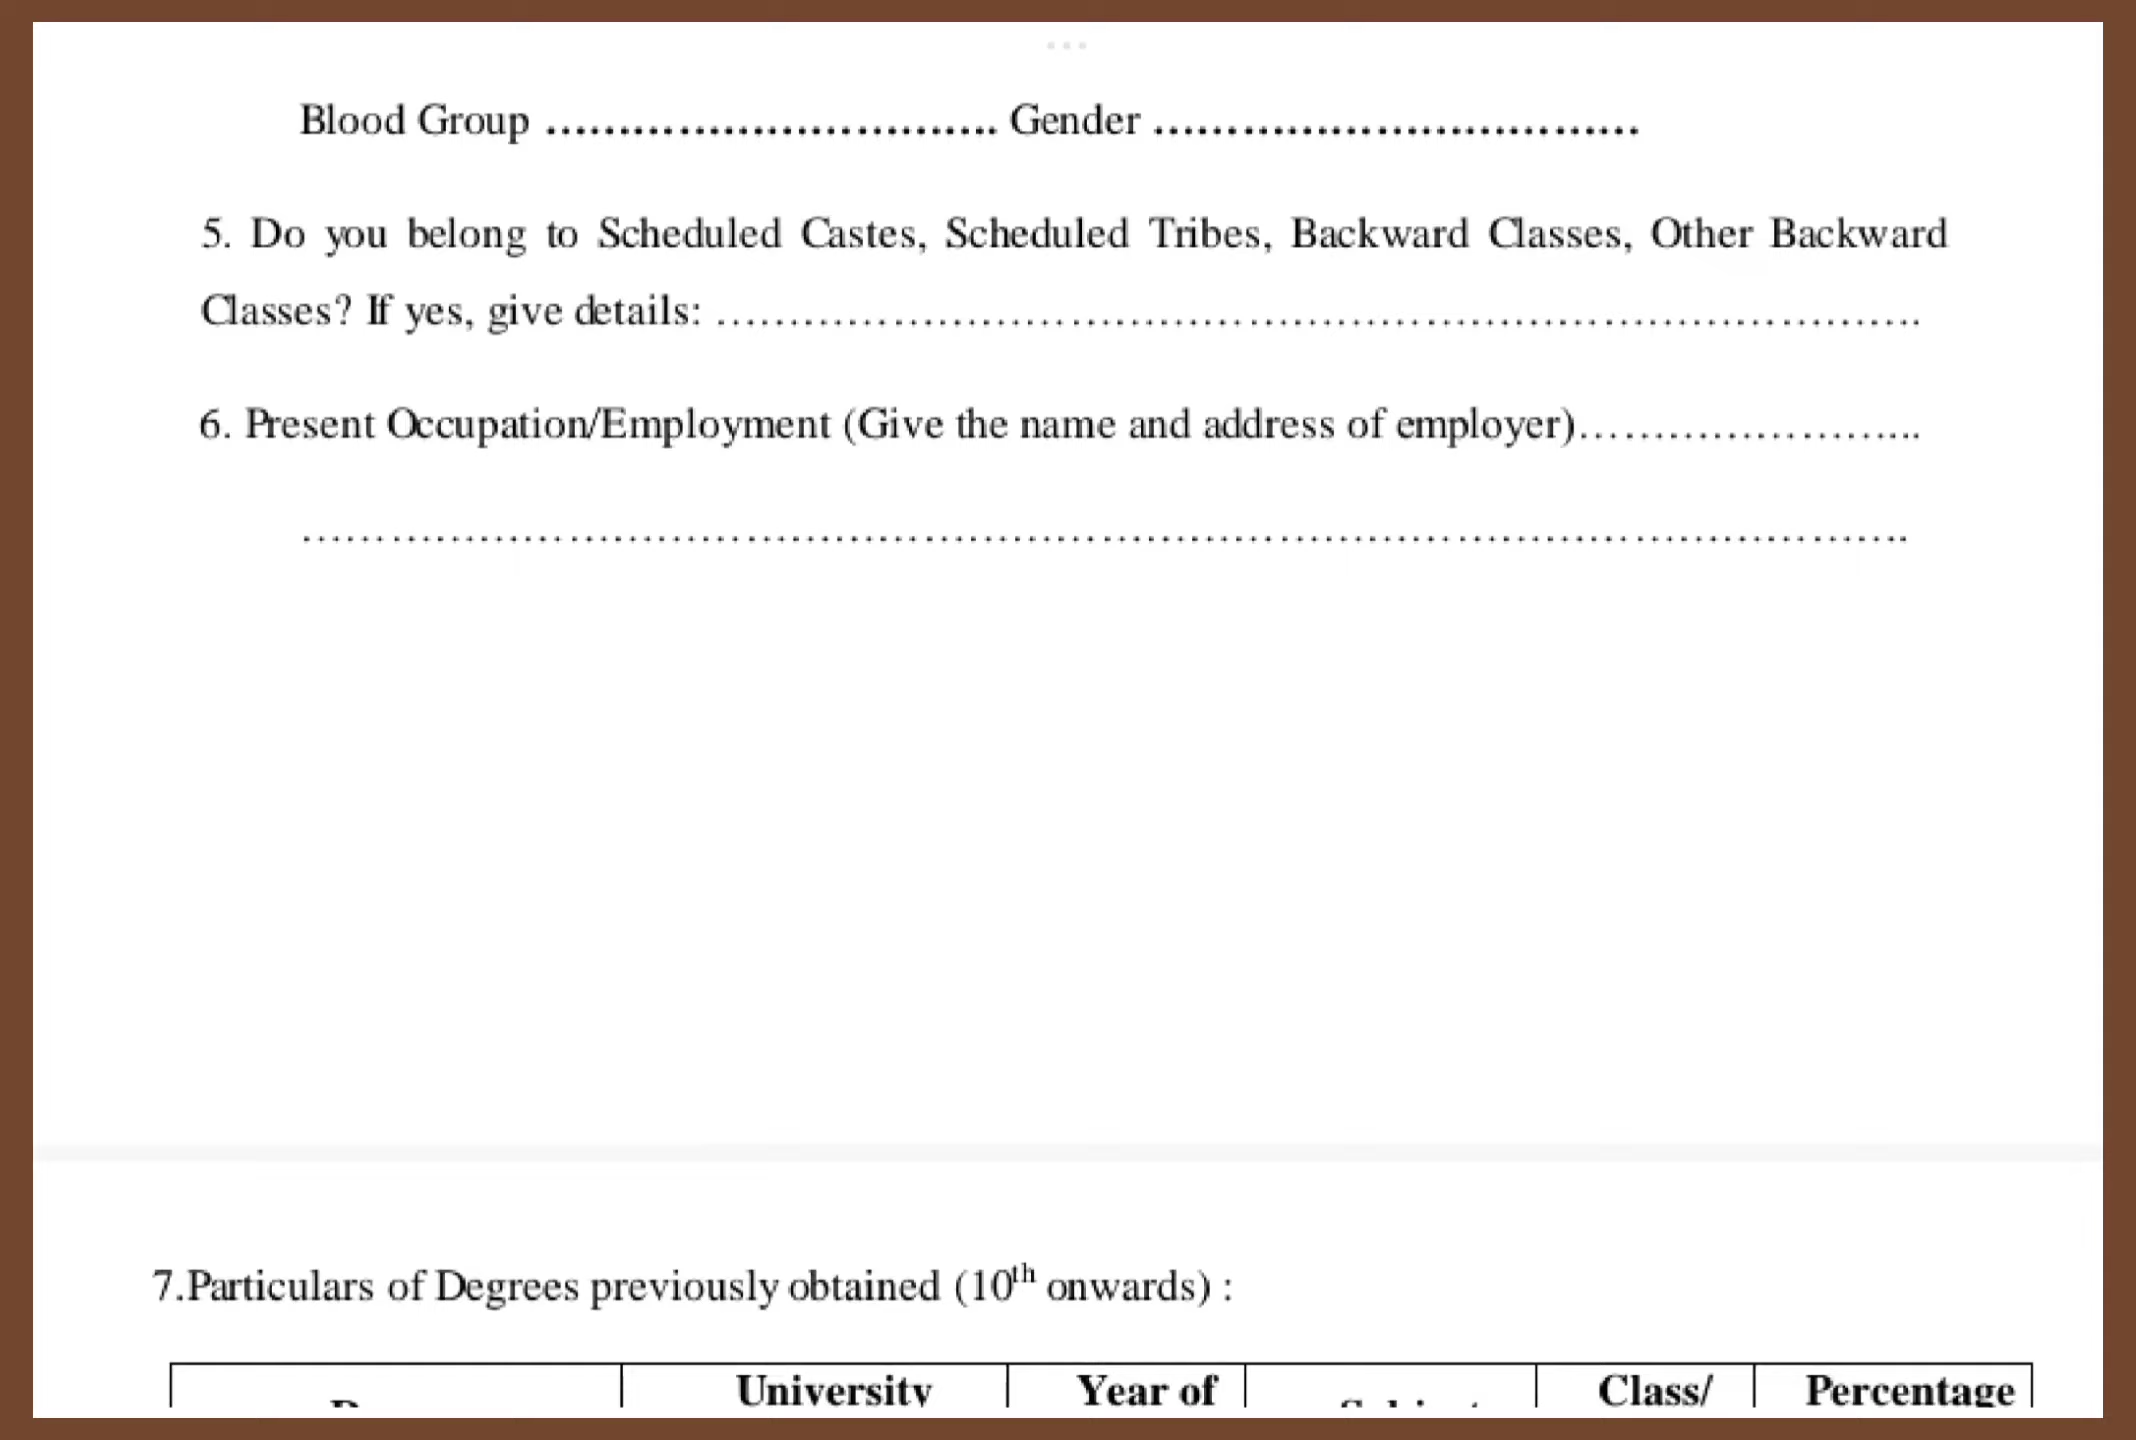 Blood Group ................................ Gender ..................................
5. Do you belong to Scheduled Castes, Scheduled Tribes, Backward Classes, Other Backward
Classes? If yes, give details: ....................................................................................
6. Present Occupation/Employment (Give the name and address of employer)........................
................................................................................................................
7.Particulars of Degrees previously obtained (10th onwards) :
University Year of Class/ Percentage